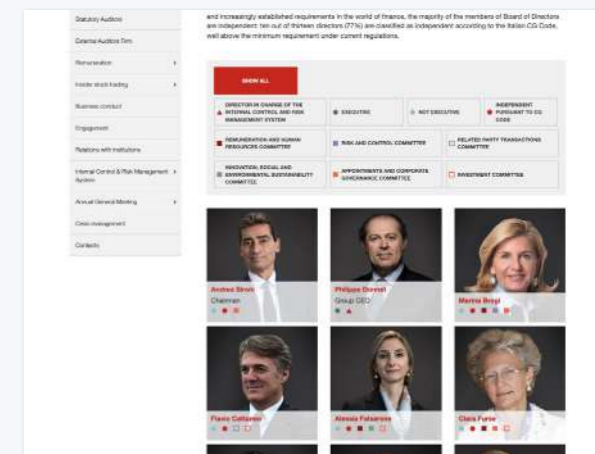 Statutory Auditors
External Auditors Firm
Remuneration
Insider stock trading
Business conduct
Engagement
Relations with Institutions
Internal Control & Risk Management
System
Annual General Meeting
Crisis management
Contacts
and increasingly established requirements in the world of finance, the majority of the members of Board of Directors
are independent: ten out of thirteen directors (77%) are classified as independent according to the Italian CG Code,
well above the minimum requirement under current regulations.
SHOW ALL
DIRECTOR IN CHARGE OF THE
INTERNAL CONTROL AND RISK
MANAGEMENT SYSTEM
EXECUTIVE
NOT EXECUTIVE
INDEPENDENT
PURSUANT TO CG
CODE
REMUNERATION AND HUMAN
RESOURCES COMMITTEE
RISK AND CONTROL COMMITTEE
RELATED PARTY TRANSACTIONS
COMMITTEE
INNOVATION, SOCIAL AND
ENVIRONMENTAL SUSTAINABILITY
COMMITTEE
APPOINTMENTS AND CORPORATE
GOVERNANCE COMMITTEE
INVESTMENT COMMITTEE
Andrea Sironi
Chairman
Philippe Donnet
Group CEO
Marina Brogi
Flavio Cattaneo
Alessia Falsarone
Clara Furse